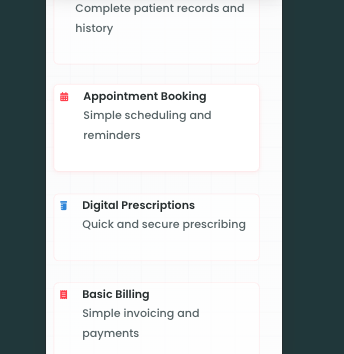 Complete patient records and
history
Appointment Booking
Simple scheduling and
reminders
Digital Prescriptions
Quick and secure prescribing
Basic Billing
Simple invoicing and
payments